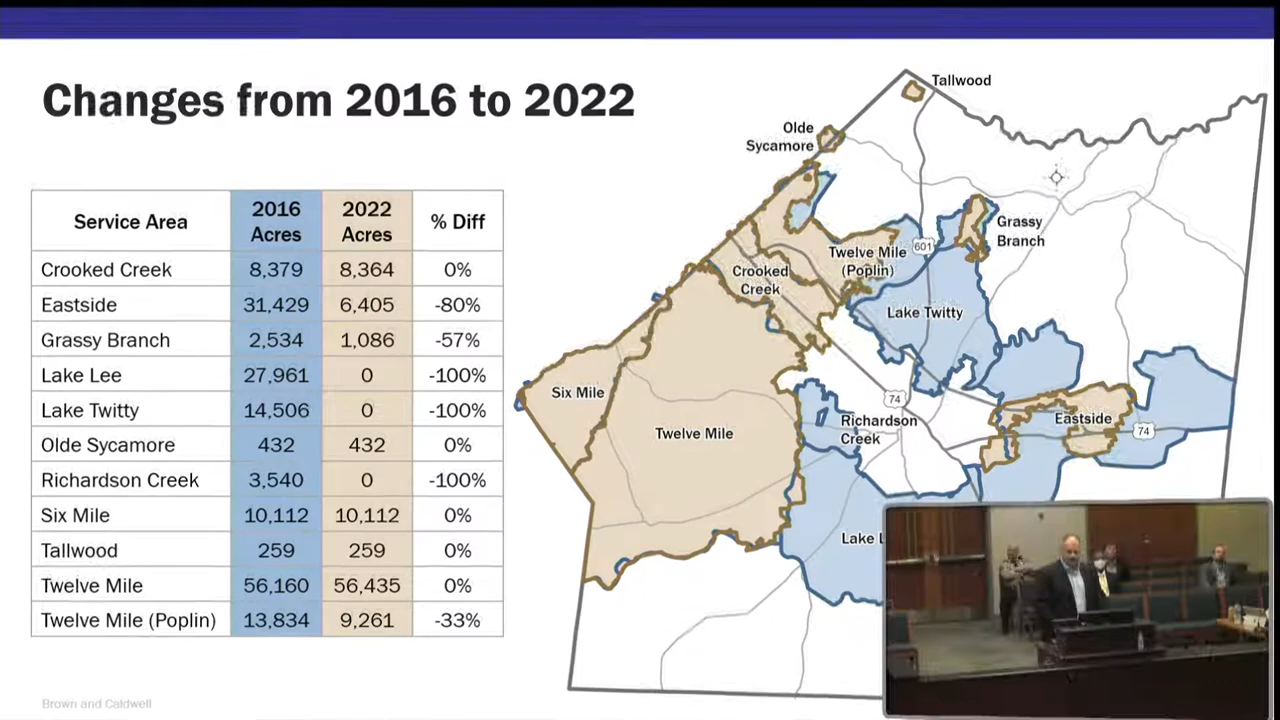 Changes from 2016 to 2022
Service Area 2016 Acres 2022 Acres % Diff
Crooked Creek 8,379 8,364 0%
Eastside 31,429 6,405 -80%
Grassy Branch 2,534 1,086 -57%
Lake Lee 27,961 0 -100%
Lake Twitty 14,506 0 -100%
Olde Sycamore 432 432 0%
Richardson Creek 3,540 0 -100%
Six Mile 10,112 10,112 0%
Tallwood 259 259 0%
Twelve Mile 56,160 56,435 0%
Twelve Mile (Poplin) 13,834 9,261 -33%
Brown and Caldwell
Tallwood
Olde
Sycamore
Grassy
Branch
601
Twelve Mile
(Poplin)
Crooked
Creek
Lake Twitty
Six Mile
74
Richardson
Creek
Eastside
74
Twelve Mile
Lake L